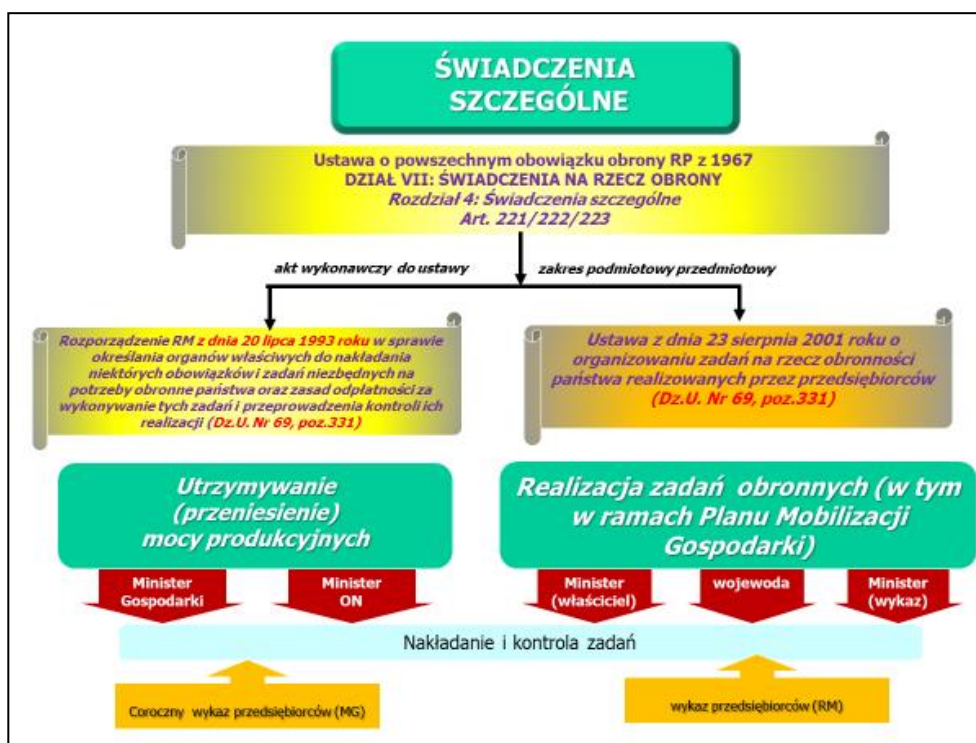 ŚWIADCZENIA
SZCZEGÓLNE
Ustawa o powszechnym obowiązku obrony RP z 1967
DZIAŁ VII: ŚWIADCZENIA NA RZECZ OBRONY
Rozdział 4: Świadczenia szczególne
Art. 221/222/223
akt wykonawczy do ustawy
zakres podmiotowy przedmiotowy
Rozporządzenie RM z dnia 20 lipca 1993 roku w sprawie
określania organów właściwych do nakładania
niektórych obowiązków i zadań niezbędnych na
potrzeby obronne państwa oraz zasad odpłatności za
wykonywanie tych zadań i przeprowadzenia kontroli ich
realizacji (Dz.U. Nr 69, poz.331)
Ustawa z dnia 23 sierpnia 2001 roku o
organizowaniu zadań na rzecz obronności
państwa realizowanych przez przedsiębiorców
(Dz.U. Nr 69, poz.331)
Utrzymywanie
(przeniesienie)
mocy produkcyjnych
Realizacja zadań obronnych (w tym
w ramach Planu Mobilizacji
Gospodarki)
Minister
Gospodarki
Minister
ON
Minister
(właściciel)
wojewoda
Minister
(wykaz)
Nakładanie i kontrola zadań
Coroczny wykaz przedsiębiorców (MG)
wykaz przedsiębiorców (RM)